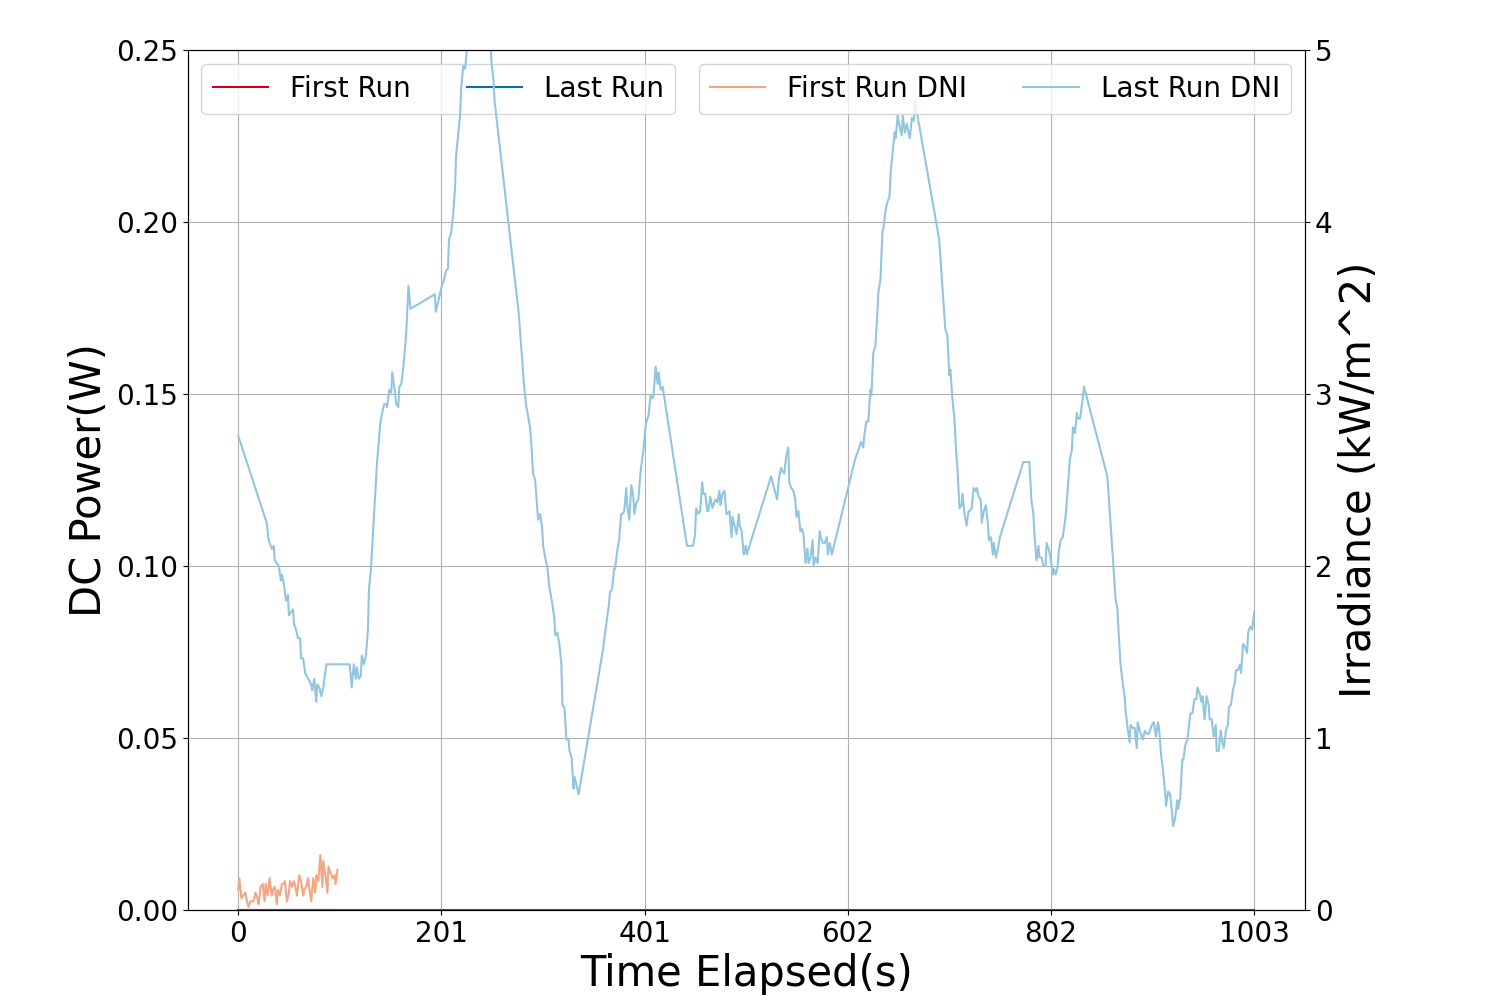 0.25
0.20
0.15
0.10
0.05
0.00
DC Power(W)
First Run
Last Run
First Run DNI
Last Run DNI
5
4
3
2
1
0
Irradiance (kW/m^2)
0
201
401
602
802
1003
Time Elapsed(s)